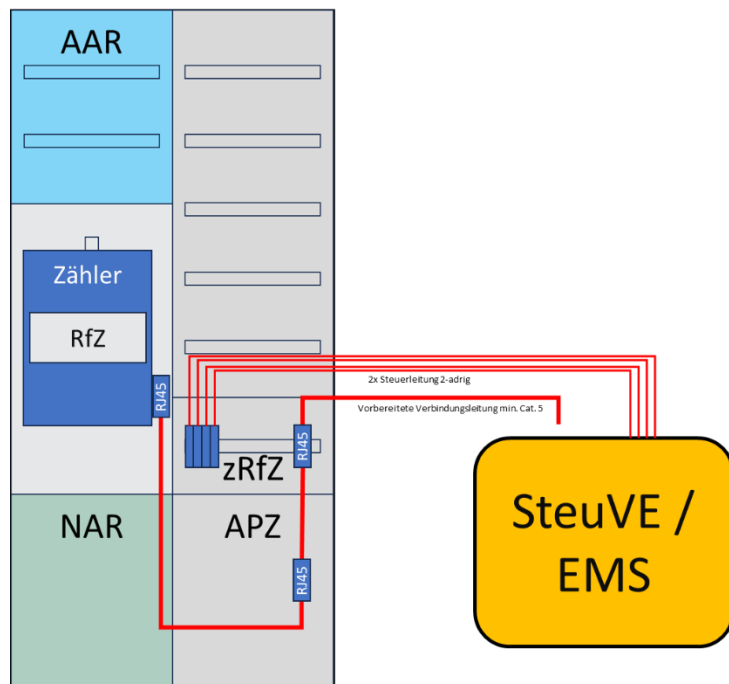 AAR
Zähler
RfZ
RJ45
2x Steuerleitung 2-adrig
Vorbereitete Verbindungsleitung min. Cat. 5
RJ45
zRfZ
SteuVE /
EMS
NAR
APZ
RJ45